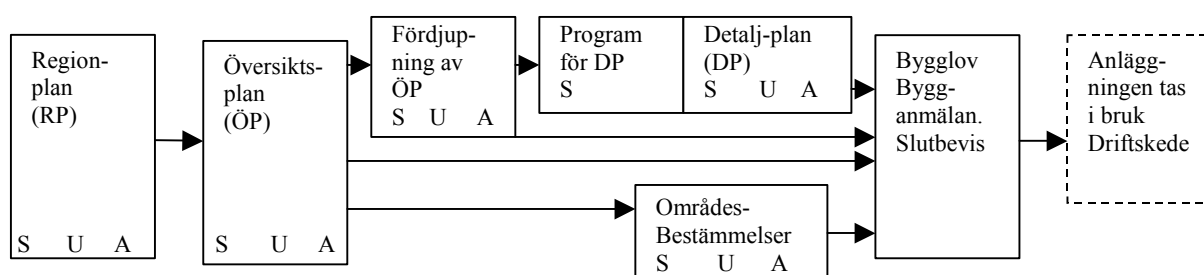 Region-
plan
(RP)
S U A
Översikts-
plan
(ÖP)
S U A
Fördjup-
ning av
ÖP
S U A
Program
för DP
S
Detalj-plan
(DP)
S U A
Områdes-
Bestämmelser
S U A
Bygglov
Bygg-
anmälan.
Slutbevis
Anlägg-
ningen tas
i bruk
Driftskede